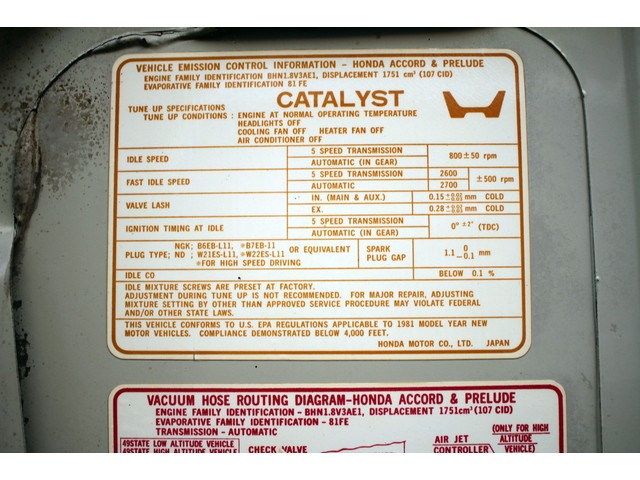 VEHICLE EMISSION CONTROL INFORMATION - HONDA ACCORD & PRELUDE
ENGINE FAMILY IDENTIFICATION BHN1.8V3AE1, DISPLACEMENT 1751 cm³ (107 CID)
EVAPORATIVE FAMILY IDENTIFICATION 81 FE
CATALYST
TUNE UP SPECIFICATIONS
TUNE UP CONDITIONS : ENGINE AT NORMAL OPERATING TEMPERATURE
HEADLIGHTS OFF
COOLING FAN OFF HEATER FAN OFF
AIR CONDITIONER OFF
IDLE SPEED
5 SPEED TRANSMISSION
AUTOMATIC (IN GEAR)
800±50 rpm
FAST IDLE SPEED
5 SPEED TRANSMISSION 2600
AUTOMATIC 2700
±500 rpm
VALVE LASH
IN. (MAIN & AUX.) 0.15 mm COLD
EX. 0.28 mm COLD
IGNITION TIMING AT IDLE
5 SPEED TRANSMISSION
AUTOMATIC (IN GEAR)
0° ±2° (TDC)
NGK; B6EB-L11, *B7EB-11
PLUG TYPE; ND ; W21ES-L11, *W22ES-L11 OR EQUIVALENT
*FOR HIGH SPEED DRIVING
SPARK
PLUG GAP
1.1 0 -0.1 mm
IDLE CO BELOW 0.1 %
IDLE MIXTURE SCREWS ARE PRESET AT FACTORY.
ADJUSTMENT DURING TUNE UP IS NOT RECOMMENDED. FOR MAJOR REPAIR, ADJUSTING
MIXTURE SETTING BY OTHER THAN APPROVED SERVICE PROCEDURE MAY VIOLATE FEDERAL
AND/OR OTHER STATE LAWS.
THIS VEHICLE CONFORMS TO U.S. EPA REGULATIONS APPLICABLE TO 1981 MODEL YEAR NEW
MOTOR VEHICLES. COMPLIANCE DEMONSTRATED BELOW 4,000 FEET.
HONDA MOTOR CO., LTD. JAPAN
VACUUM HOSE ROUTING DIAGRAM-HONDA ACCORD & PRELUDE
ENGINE FAMILY IDENTIFICATION - BHN1.8V3AE1, DISPLACEMENT 1751cm³ (107 CID)
EVAPORATIVE FAMILY IDENTIFICATION - 81FE
TRANSMISSION - AUTOMATIC
49STATE LOW ALTITUDE VEHICLE
49STATE HIGH ALTITUDE VEHICLE
CHECK VALVE
AIR JET
CONTROLLER
(ONLY FOR HIGH
ALTITUDE
VEHICLE)